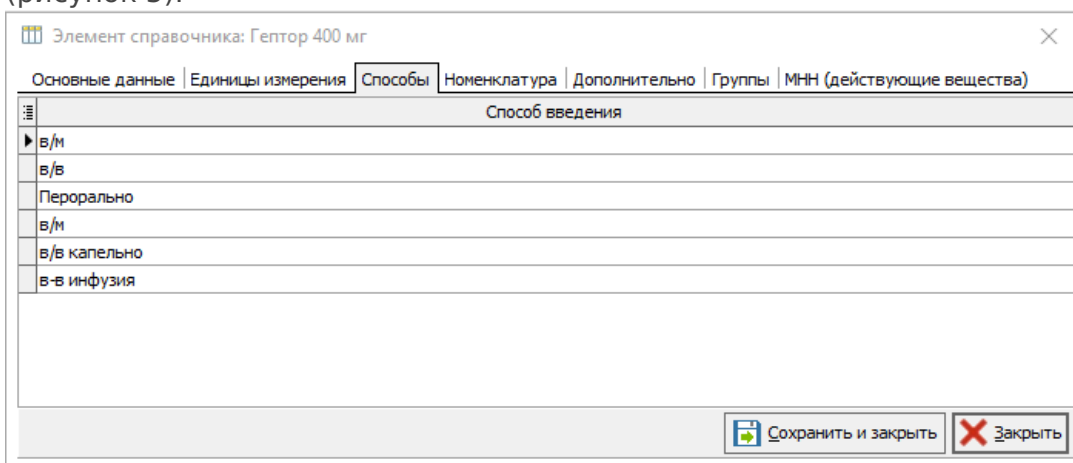 (рисунок 3).
Элемент справочника: Гептор 400 мг
Основные данные Единицы измерения Способы Номенклатура Дополнительно Группы МНН (действующие вещества)
Способ введения
в/м
в/в
Перорально
в/м
в/в капельно
в-в инфузия
Сохранить и закрыть Закрыть